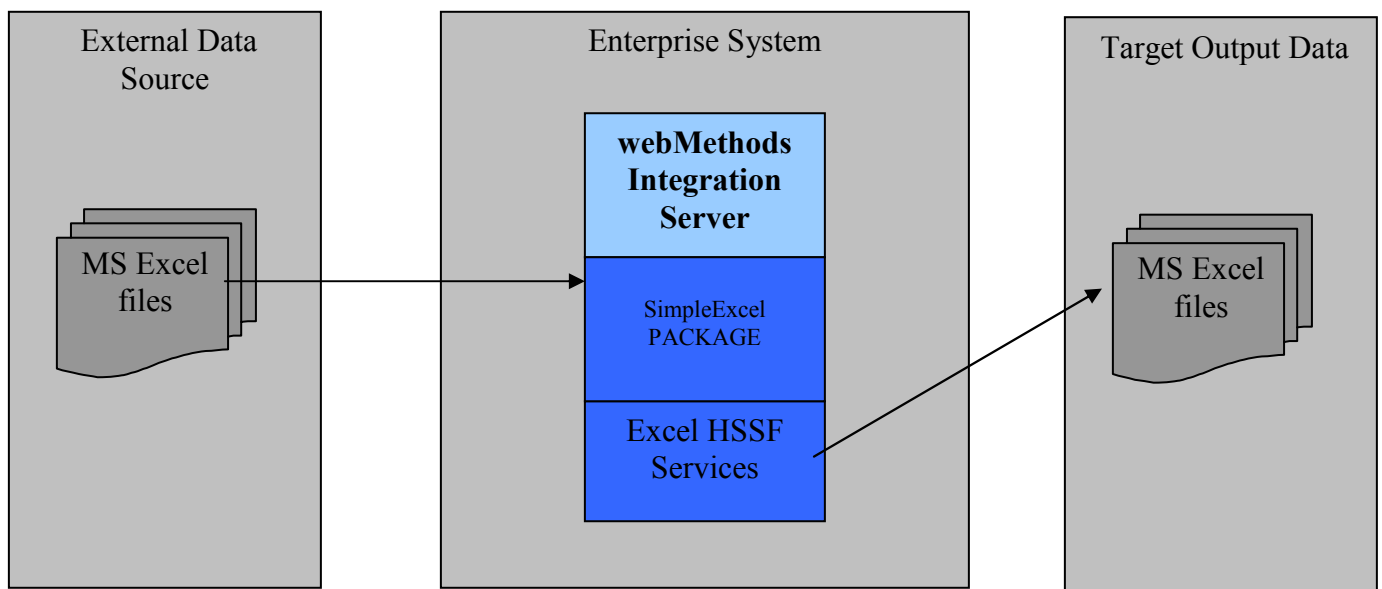 External Data
Source
MS Excel
files
Enterprise System
webMethods
Integration
Server
SimpleExcel
PACKAGE
Excel HSSF
Services
Target Output Data
MS Excel
files